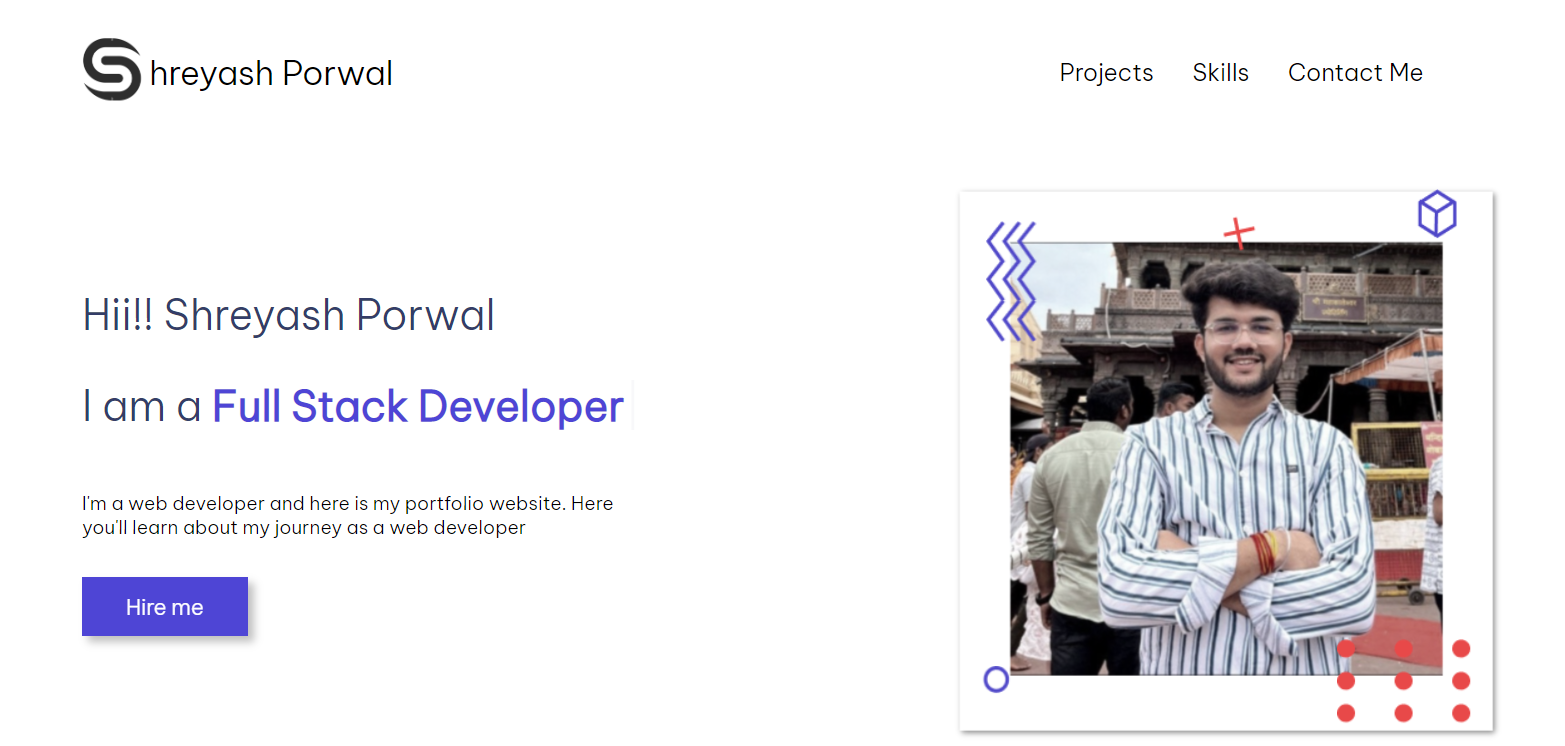 Shreyash Porwal
Projects Skills Contact Me
Hii!! Shreyash Porwal
I am a Full Stack Developer
I'm a web developer and here is my portfolio website. Here
you'll learn about my journey as a web developer
Hire me